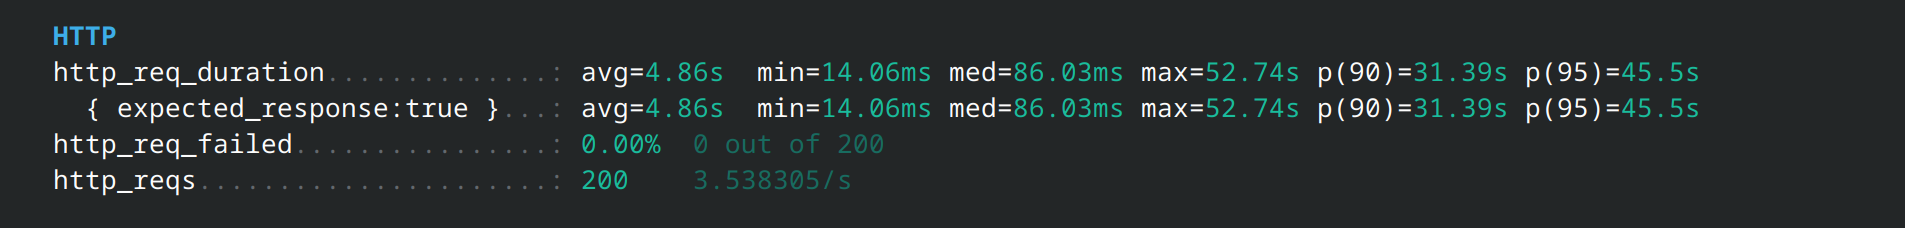 HTTP
http_req_duration..............: avg=4.86s  min=14.06ms med=86.03ms max=52.74s p(90)=31.39s p(95)=45.5s
  { expected_response:true }...: avg=4.86s  min=14.06ms med=86.03ms max=52.74s p(90)=31.39s p(95)=45.5s
http_req_failed................: 0.00%  0 out of 200
http_reqs......................: 200    3.538305/s